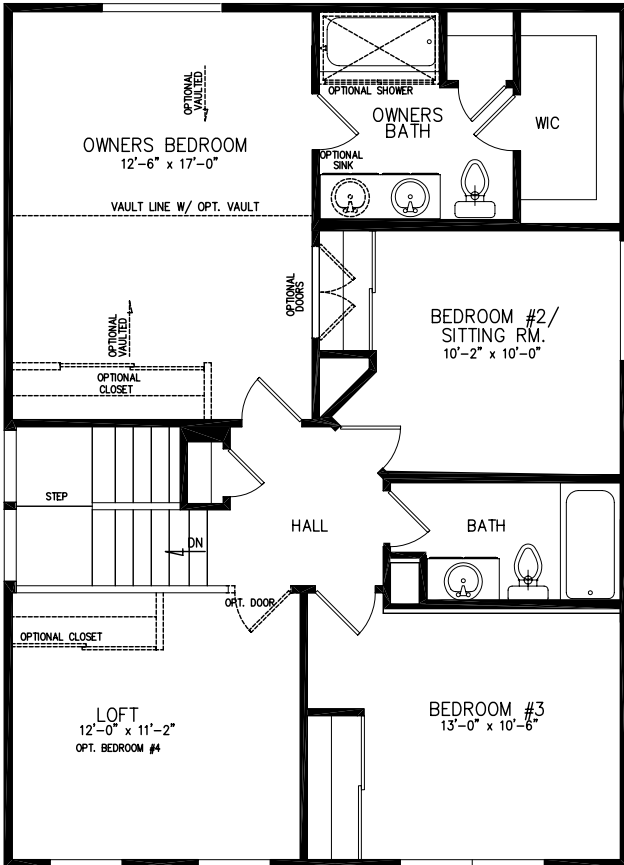 OPTIONAL
VAULTED
OPTIONAL SHOWER
OWNERS
BATH
WIC
OWNERS BEDROOM
12'-6" x 17'-0"
OPTIONAL
SINK
VAULT LINE W/ OPT. VAULT
OPTIONAL
DOORS
OPTIONAL
VAULTED
BEDROOM #2/
SITTING RM.
10'-2" x 10'-0"
OPTIONAL
CLOSET
STEP
HALL
BATH
DN
OPT. DOOR
OPTIONAL CLOSET
LOFT
12'-0" x 11'-2"
OPT. BEDROOM #4
BEDROOM #3
13'-0" x 10'-6"